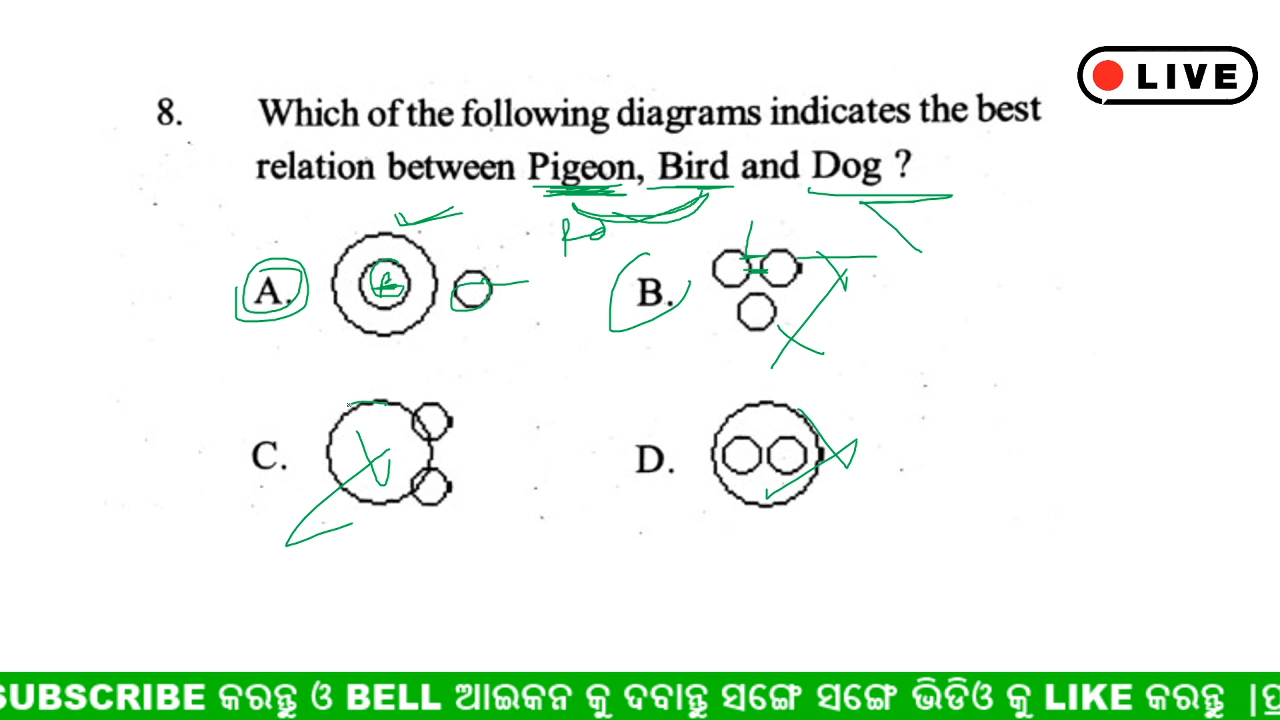 LIVE
8. Which of the following diagrams indicates the best
relation between Pigeon, Bird and Dog ?
A.
B.
C.
D.
SUBSCRIBE କରନ୍ତୁ ଓ BELL ଆଇକନ କୁ ଦବାନ୍ତୁ ସଙ୍ଗେ ସଙ୍ଗେ ଭିଡିଓ କୁ LIKE କରନ୍ତୁ |